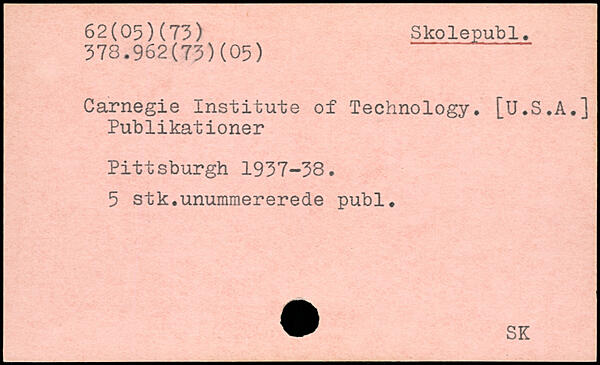 62(05)(73)
Skolepubl.
378.962(73)(05)
Carnegie Institute of Technology. [U.S.A.]
Publikationer
Pittsburgh 1937-38.
5 stk.unummererede publ.
SK